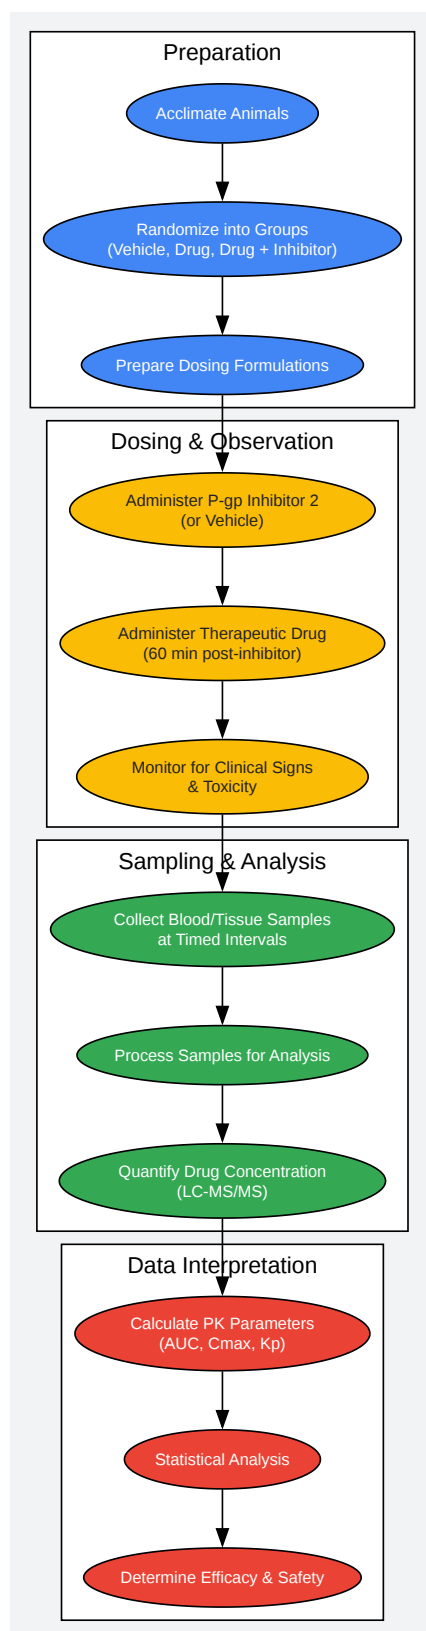 Preparation
Acclimate Animals
Randomize into Groups
(Vehicle, Drug, Drug + Inhibitor)
Prepare Dosing Formulations
Dosing & Observation
Administer P-gp Inhibitor 2
(or Vehicle)
Administer Therapeutic Drug
(60 min post-inhibitor)
Monitor for Clinical Signs
& Toxicity
Sampling & Analysis
Collect Blood/Tissue Samples
at Timed Intervals
Process Samples for Analysis
Quantify Drug Concentration
(LC-MS/MS)
Data Interpretation
Calculate PK Parameters
(AUC, Cmax, Kp)
Statistical Analysis
Determine Efficacy & Safety